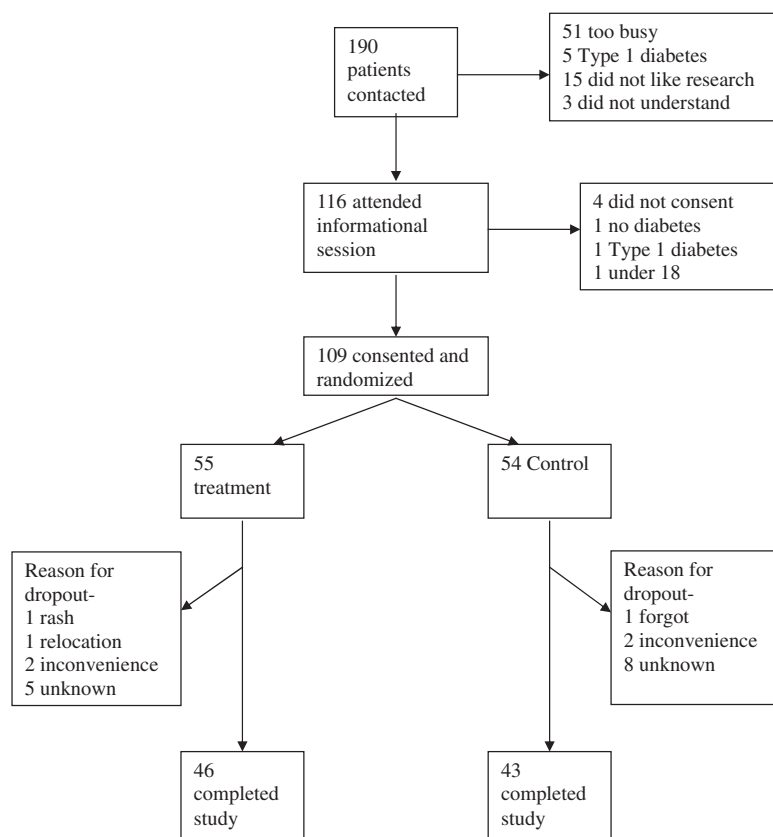 190
patients
contacted
51 too busy
5 Type 1 diabetes
15 did not like research
3 did not understand
116 attended
informational
session
4 did not consent
1 no diabetes
1 Type 1 diabetes
1 under 18
109 consented and
randomized
55
treatment
54 Control
Reason for
dropout-
1 rash
1 relocation
2 inconvenience
5 unknown
Reason for
dropout-
1 forgot
2 inconvenience
8 unknown
46
completed
study
43
completed
study